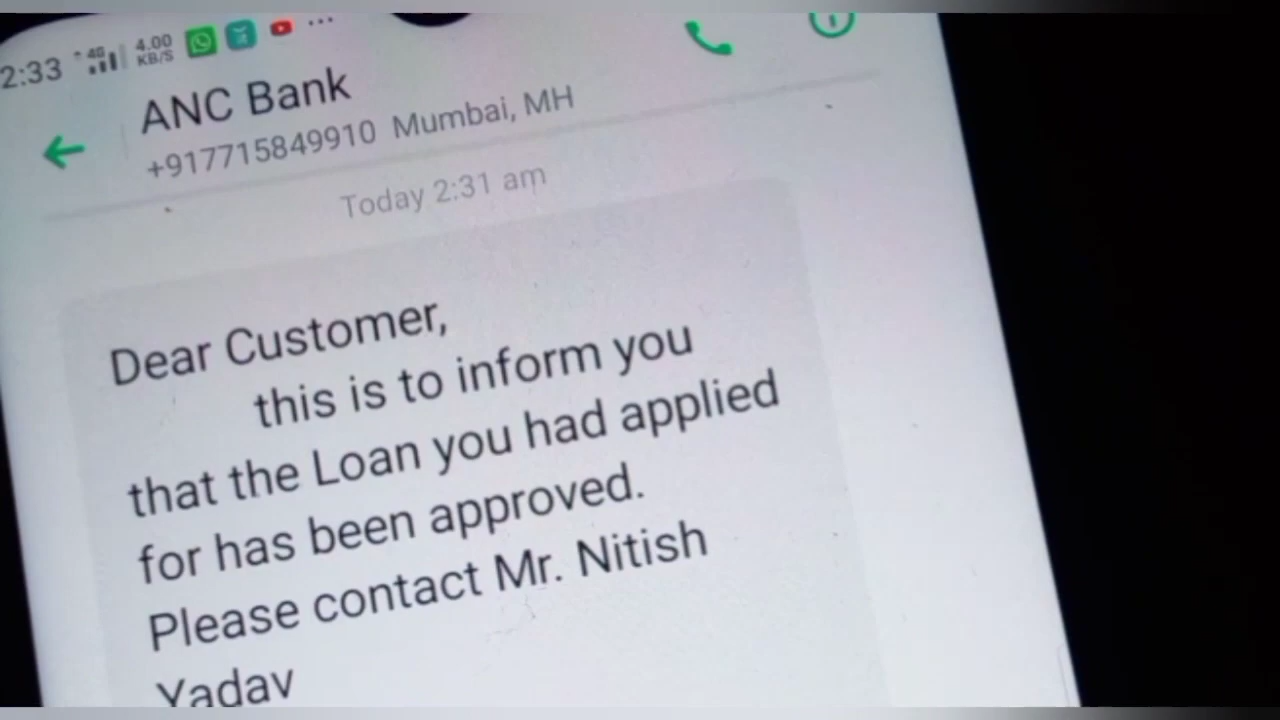 2:33 4G 4.00 KB/S ...
ANC Bank
+917715849910 Mumbai, MH
Today 2:31 am
Dear Customer,
this is to inform you
that the Loan you had applied
for has been approved.
Please contact Mr. Nitish
Yadav